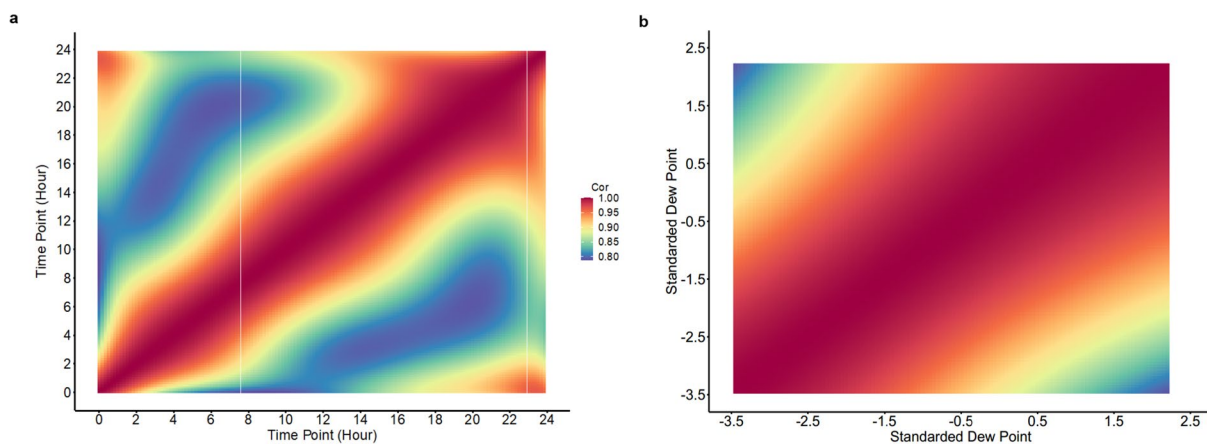 a
24
22
20
18
16
14
12
10
8
6
4
2
0
Time Point (Hour)
0 2 4 6 8 10 12 14 16 18 20 22 24
Time Point (Hour)
Cor
1.00
0.95
0.90
0.85
0.80
b
2.5
1.5
0.5
-0.5
-1.5
-2.5
-3.5
Standarded Dew Point
-3.5 -2.5 -1.5 -0.5 0.5 1.5 2.5
Standarded Dew Point